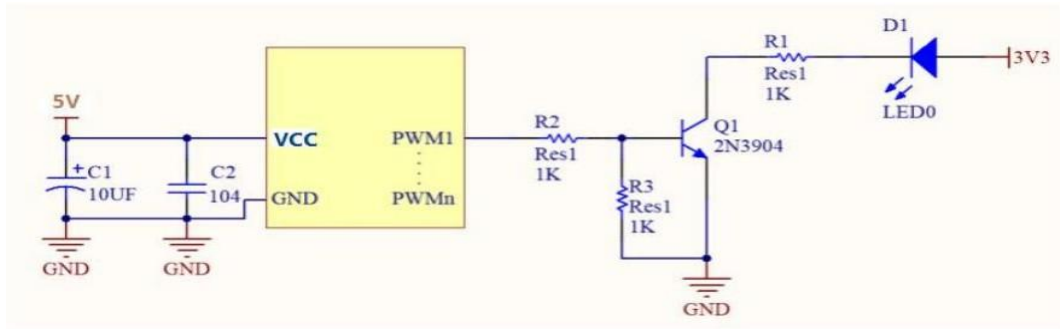 5V
C1
10UF
C2
104
GND
GND
VCC
GND
PWM1
PWMn
R2
Res1
1K
R3
Res1
1K
Q1
2N3904
GND
R1
Res1
1K
D1
LED0
3V3